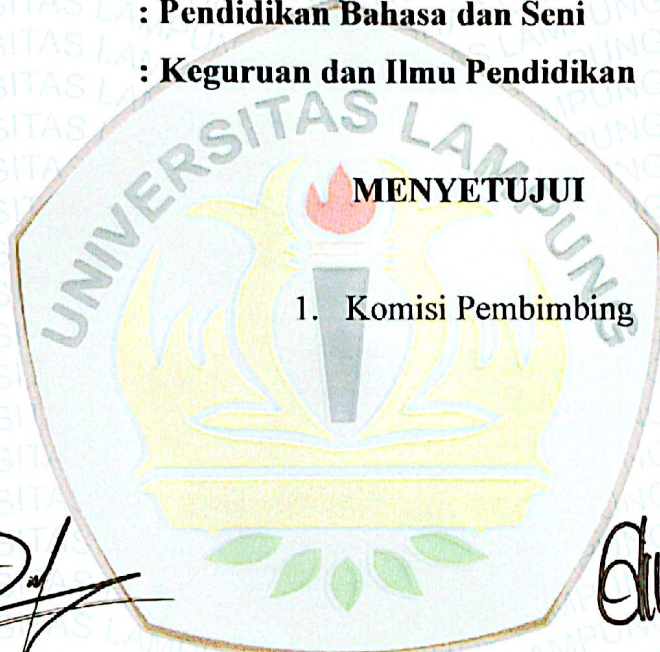 : Pendidikan Bahasa dan Seni
: Keguruan dan Ilmu Pendidikan
UNIVERSITAS LAMPUNG
MENYETUJUI
1. Komisi Pembimbing